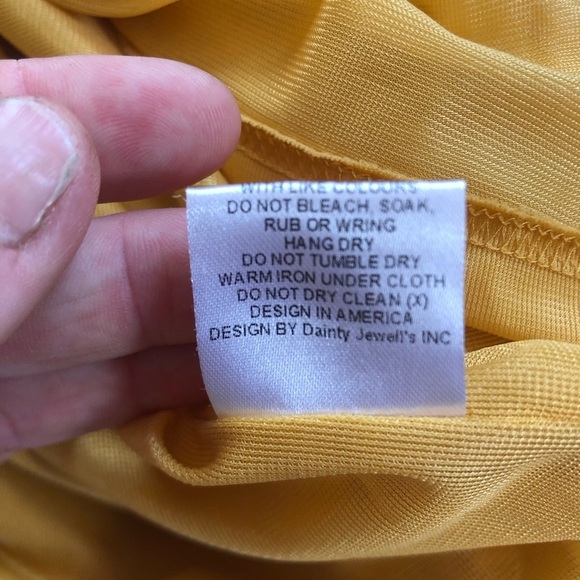 WITH LIKE COLOURS
DO NOT BLEACH, SOAK,
RUB OR WRING
HANG DRY
DO NOT TUMBLE DRY
WARM IRON UNDER CLOTH
DO NOT DRY CLEAN (X)
DESIGN IN AMERICA
DESIGN BY Dainty Jewell's INC